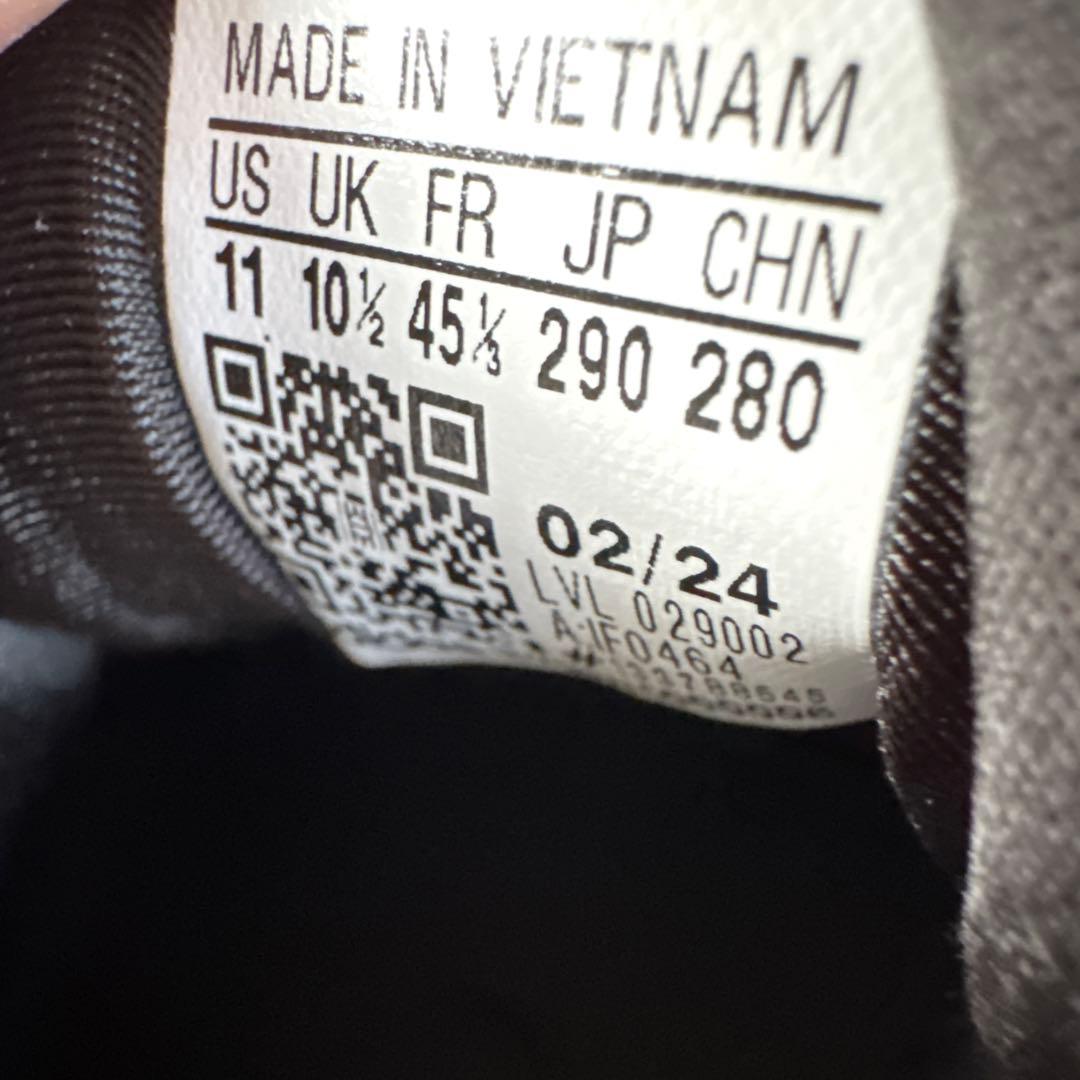 MADE IN VIETNAM
US UK FR JP CHN
11 10½ 45⅓ 290 280
02/24
LVL 029002
A-IF0464